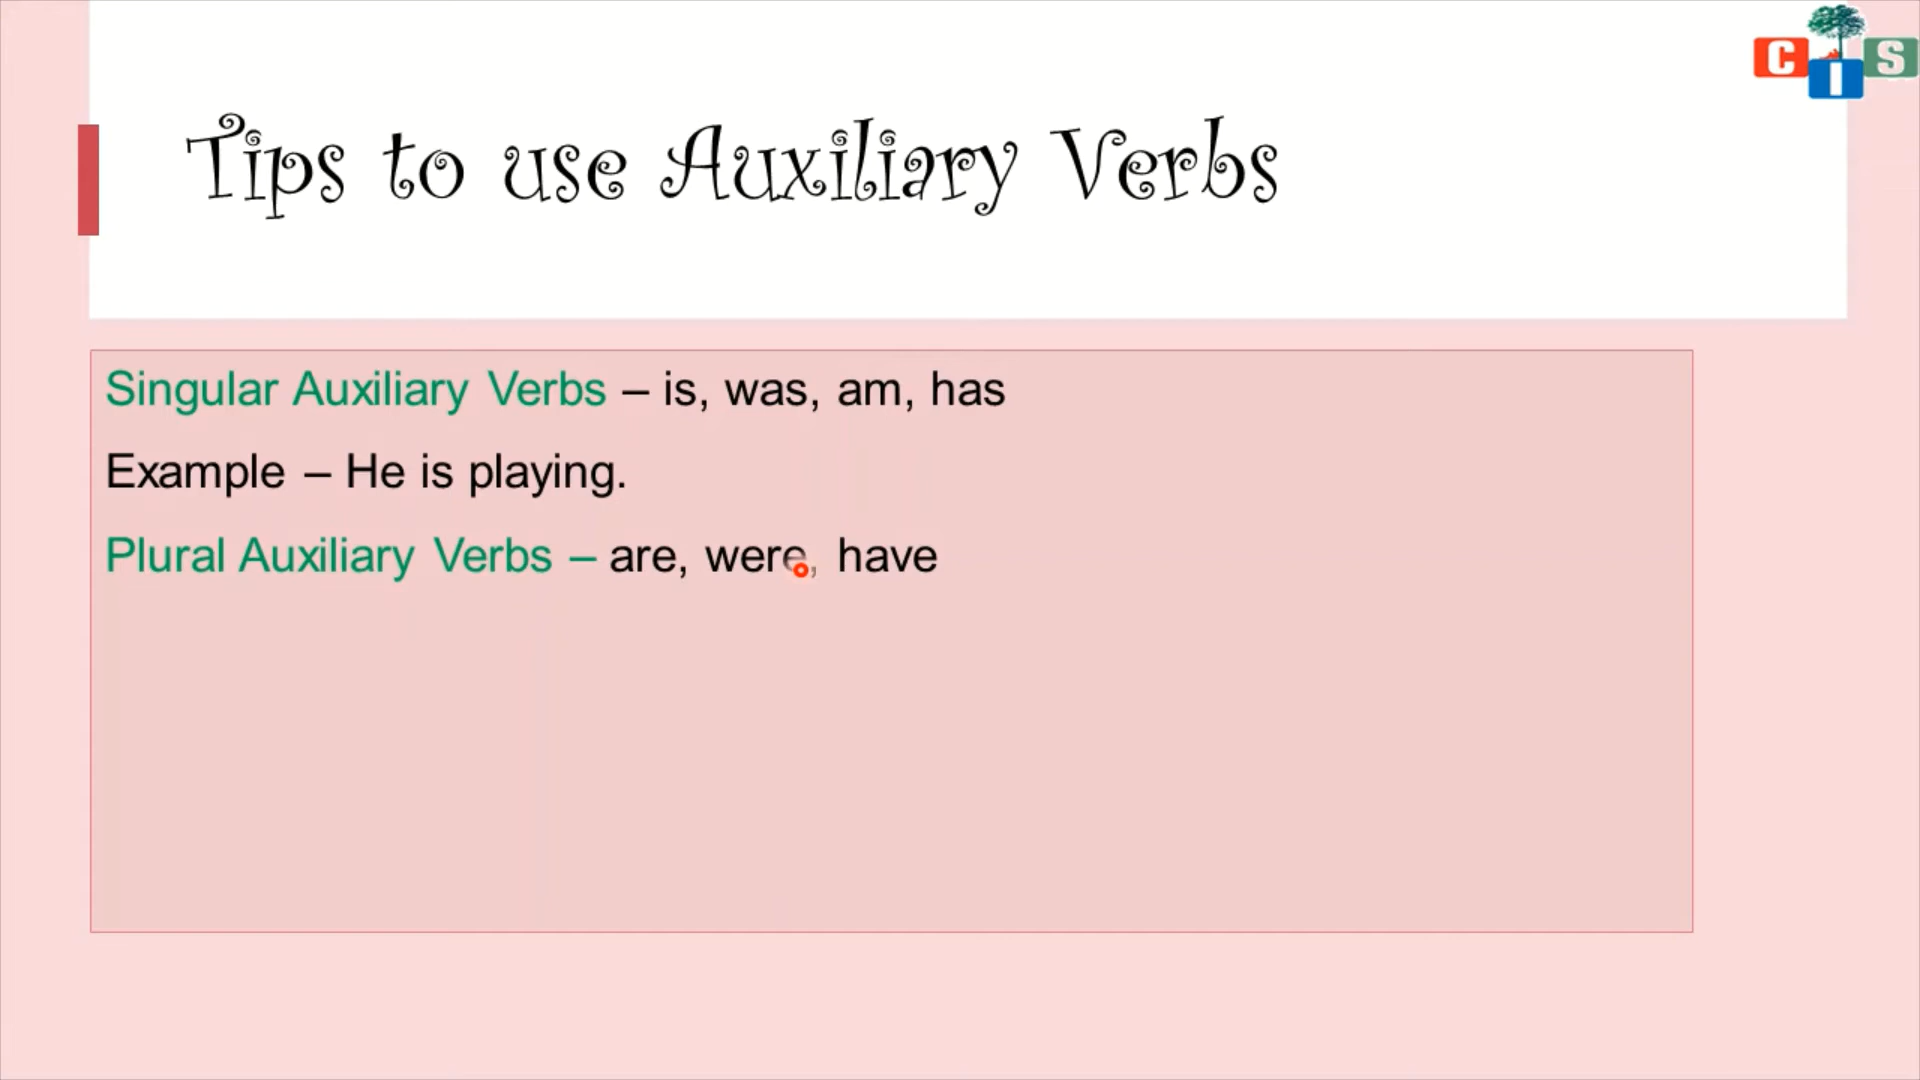 C I S
Tips to use Auxiliary Verbs
Singular Auxiliary Verbs – is, was, am, has
Example – He is playing.
Plural Auxiliary Verbs – are, were, have